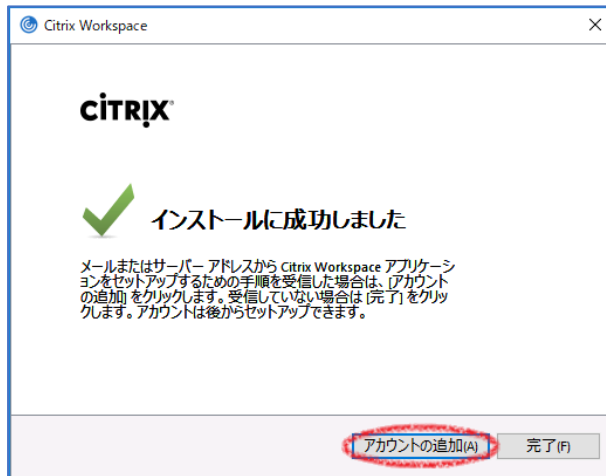 Citrix Workspace
CİTRIX
インストールに成功しました
メールまたはサーバー アドレスから Citrix Workspace アプリケーシ
ョンをセットアップするための手順を受信した場合は、[アカウント
の追加] をクリックします。受信していない場合は [完了] をクリッ
クします。アカウントは後からセットアップできます。
アカウントの追加(A) 完了(F)